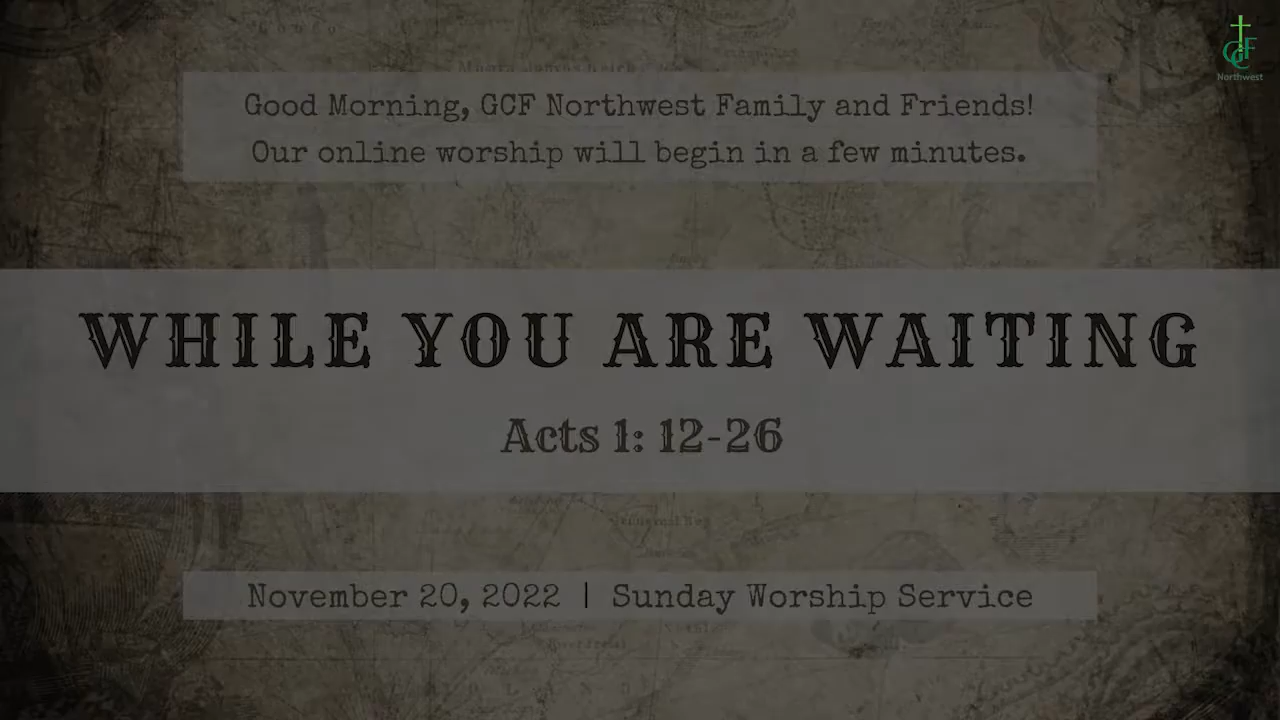 GCF
Northwest
Good Morning, GCF Northwest Family and Friends!
Our online worship will begin in a few minutes.
WHILE YOU ARE WAITING
Acts 1: 12-26
November 20, 2022 | Sunday Worship Service